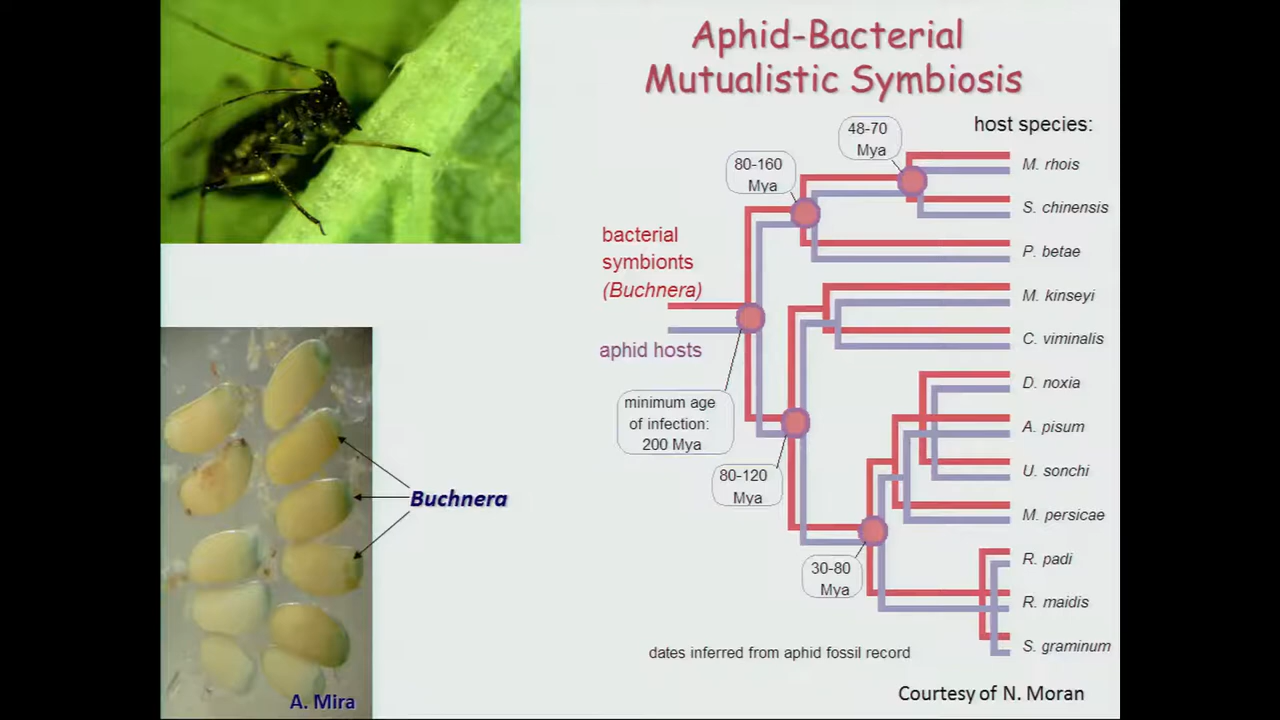 Aphid-Bacterial
Mutualistic Symbiosis
host species:
48-70
Mya
80-160
Mya
bacterial
symbionts
(Buchnera)
aphid hosts
minimum age
of infection:
200 Mya
80-120
Mya
30-80
Mya
M. rhois
S. chinensis
P. betae
M. kinseyi
C. viminalis
D. noxia
A. pisum
U. sonchi
M. persicae
R. padi
R. maidis
S. graminum
dates inferred from aphid fossil record
Courtesy of N. Moran
Buchnera
A. Mira